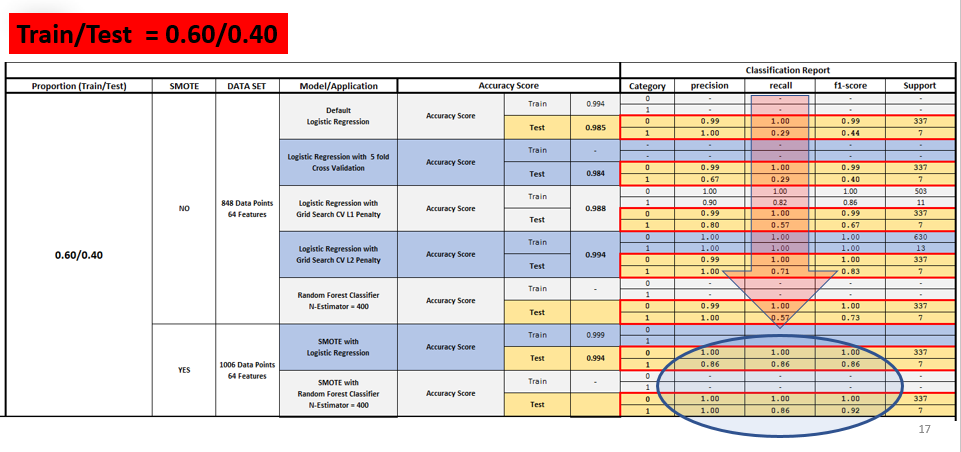 Train/Test = 0.60/0.40
Classification Report
Proportion (Train/Test) SMOTE DATA SET Model/Application Accuracy Score Category precision recall f1-score Support
0.60/0.40
NO
848 Data Points
64 Features
Default
Logistic Regression
Accuracy Score
Train 0.994
Test 0.985
0 - - - -
1 - - - -
0 0.99 1.00 0.99 337
1 1.00 0.29 0.44 7
Logistic Regression with 5 fold
Cross Validation
Accuracy Score
Train -
Test 0.984
- - - -
- - - -
0 0.99 1.00 0.99 337
1 0.67 0.29 0.40 7
Logistic Regression with
Grid Search CV L1 Penalty
Accuracy Score
Train
Test
0.988
0 1.00 1.00 1.00 503
1 0.90 0.82 0.86 11
0 0.99 1.00 0.99 337
1 0.80 0.57 0.67 7
Logistic Regression with
Grid Search CV L2 Penalty
Accuracy Score
Train
Test
0.994
0 1.00 1.00 1.00 630
1 1.00 1.00 1.00 13
0 0.99 1.00 1.00 337
1 1.00 0.71 0.83 7
Random Forest Classifier
N-Estimator = 400
Accuracy Score
Train -
Test
0 - - - -
1 - - - -
0 0.99 1.00 1.00 337
1 1.00 0.57 0.73 7
YES
1006 Data Points
64 Features
SMOTE with
Logistic Regression
Accuracy Score
Train 0.999
Test 0.994
0
1
0 1.00 1.00 1.00 337
1 0.86 0.86 0.86 7
SMOTE with
Random Forest Classifier
N-Estimator = 400
Accuracy Score
Train -
Test
0 - - - -
1 - - - -
0 1.00 1.00 1.00 337
1 1.00 0.86 0.92 7
17